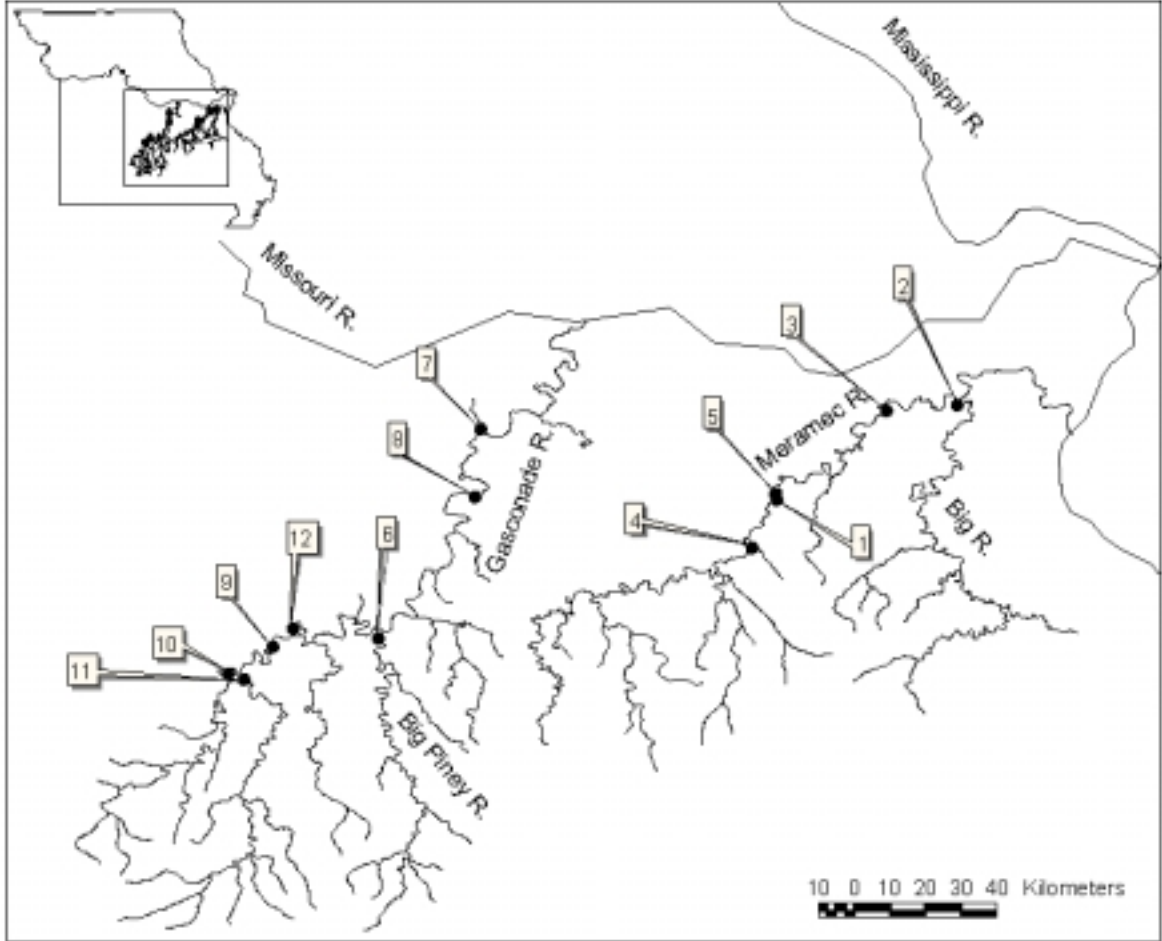 Mississippi R.
Missouri R.
2
3
7
Meramec R.
5
8
Gasconade R.
4
1
Big R.
12
6
9
10
11
Big Piney R.
10 0 10 20 30 40 Kilometers